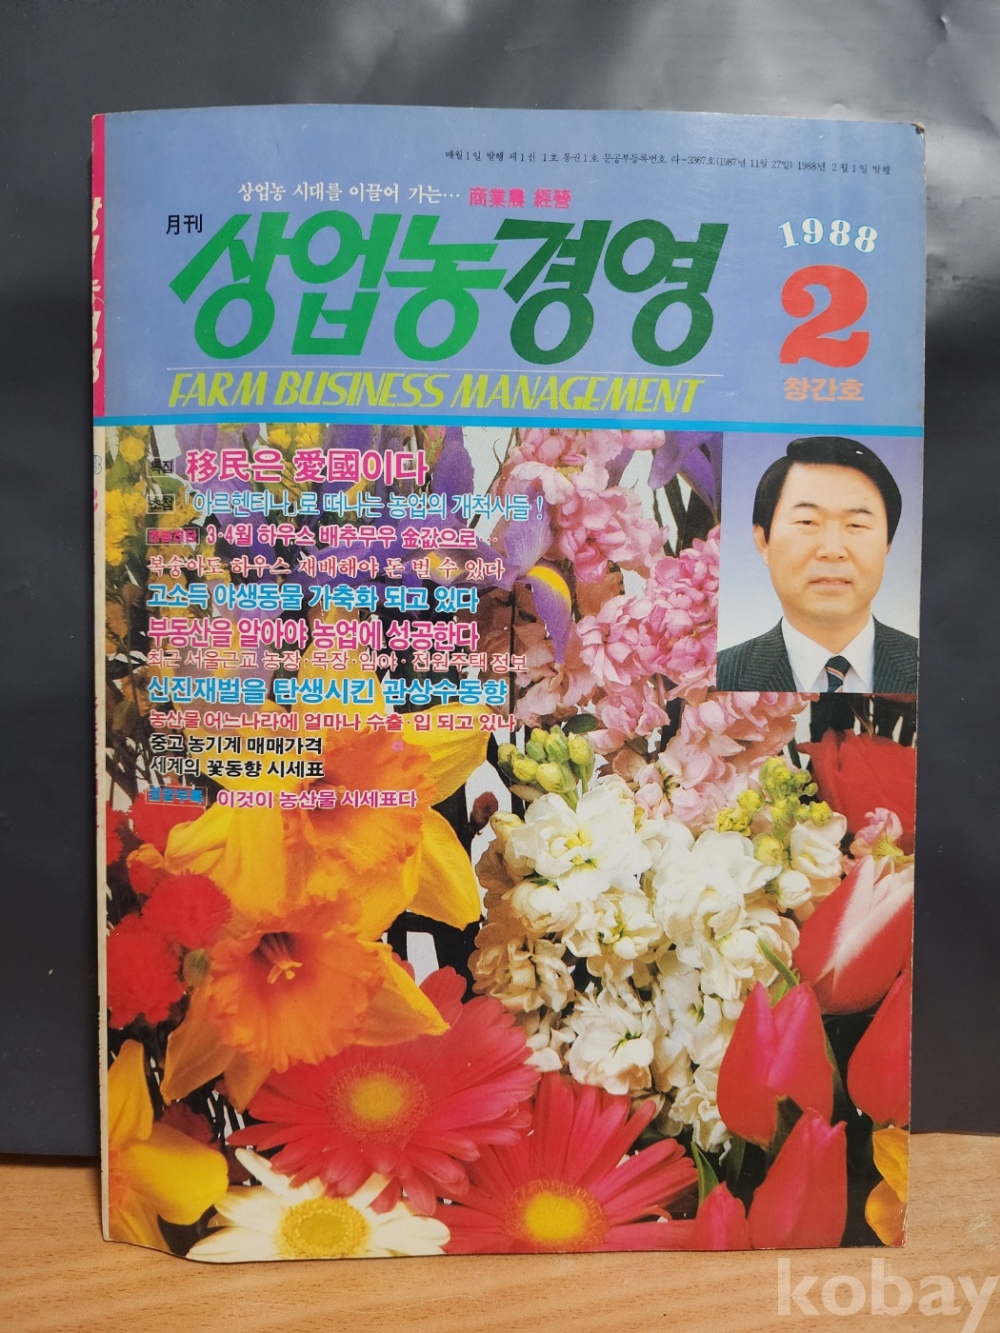 매월1일 발행 제1권 1호 통권1호 문공부등록번호 라-3367호(1987년 11월 27일) 1988년 2월1일 발행
상업농 시대를 이끌어 가는… 商業農 經營
月刊 상업농경영
1988
2
창간호
FARM BUSINESS MANAGEMENT
특집 移民은 愛國이다
초점 「아르헨티나」로 떠나는 농업의 개척사들!
3·4월 하우스 배추무우 金값으로…
복숭아도 하우스 재배해야 돈 벌 수 있다
고소득 야생동물 가축화 되고 있다
부동산을 알아야 농업에 성공한다
최근 서울근교 농장·목장·임야·전원주택 정보
신진재벌을 탄생시킨 관상수동향
농산물 어느나라에 얼마나 수출·입 되고 있나
중고 농기계 매매가격
세계의 꽃동향 시세표
별책부록 이것이 농산물 시세표다
kobay